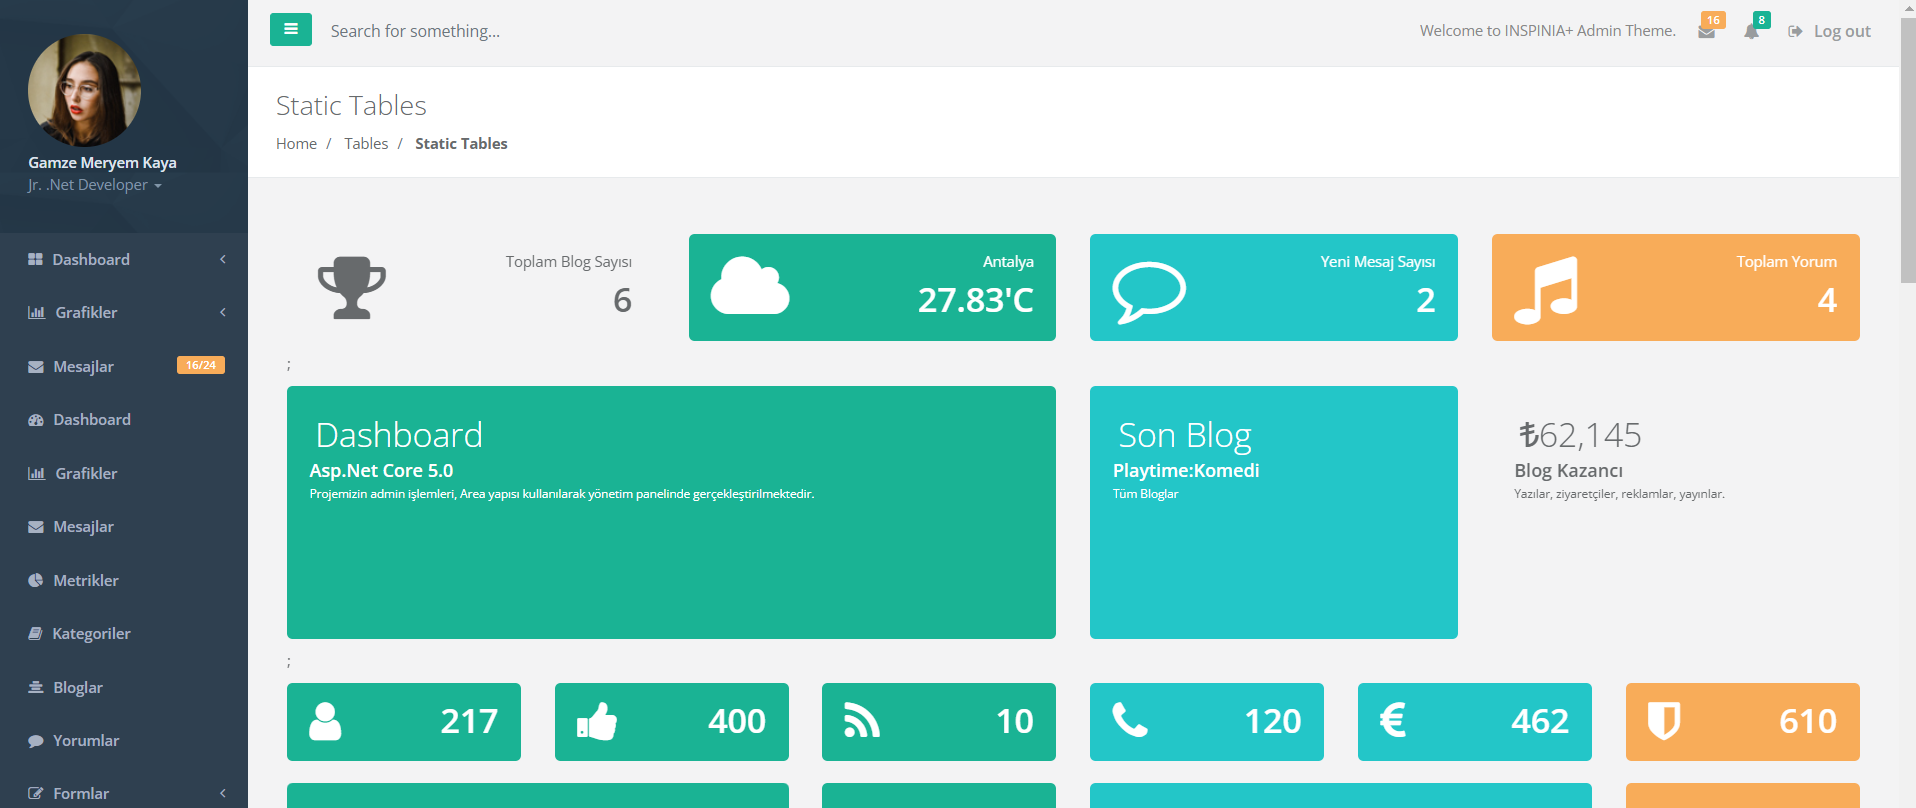 Gamze Meryem Kaya
Jr. .Net Developer
Dashboard
Grafikler
Mesajlar 16/24
Dashboard
Grafikler
Mesajlar
Metrikler
Kategoriler
Bloglar
Yorumlar
Formlar
Search for something...
Welcome to INSPINIA+ Admin Theme. 16 8 Log out
Static Tables
Home / Tables / Static Tables
Toplam Blog Sayısı
6
Antalya
27.83'C
Yeni Mesaj Sayısı
2
Toplam Yorum
4
;
Dashboard
Asp.Net Core 5.0
Projemizin admin işlemleri, Area yapısı kullanılarak yönetim panelinde gerçekleştirilmektedir.
Son Blog
Playtime:Komedi
Tüm Bloglar
₺62,145
Blog Kazancı
Yazılar, ziyaretçiler, reklamlar, yayınlar.
;
217
400
10
120
462
610